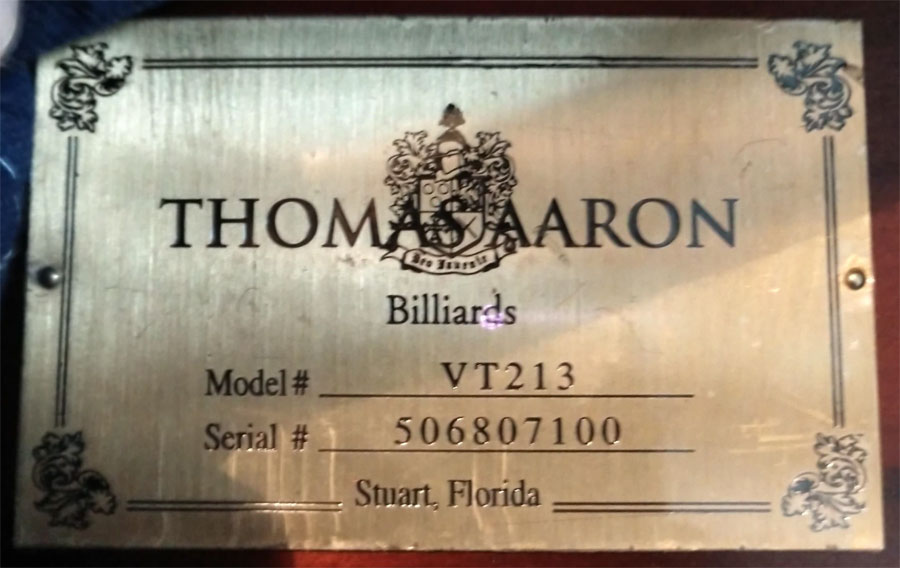 THOMAS AARON
Billiards
Model # VT213
Serial # 506807100
Stuart, Florida